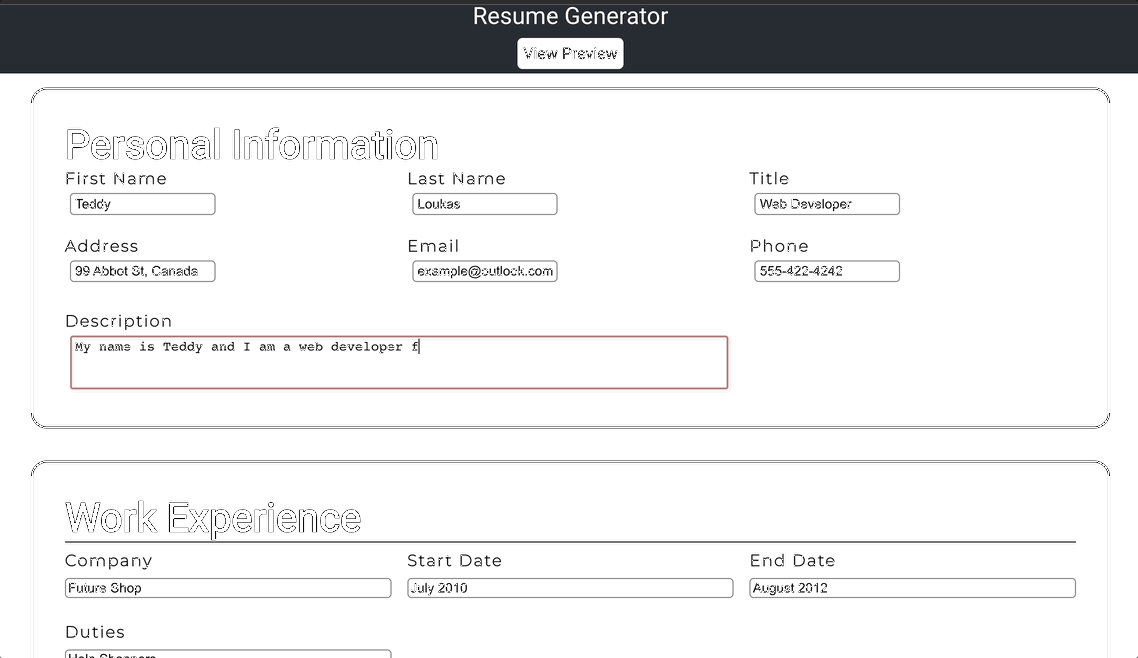 Resume Generator
View Preview
Personal Information
First Name Last Name Title
Teddy Loukas Web Developer
Address Email Phone
99 Abbot St, Canada example@outlook.com 555-422-4242
Description
My name is Teddy and I am a web developer f
Work Experience
Company Start Date End Date
Future Shop July 2010 August 2012
Duties
Help Shoppers